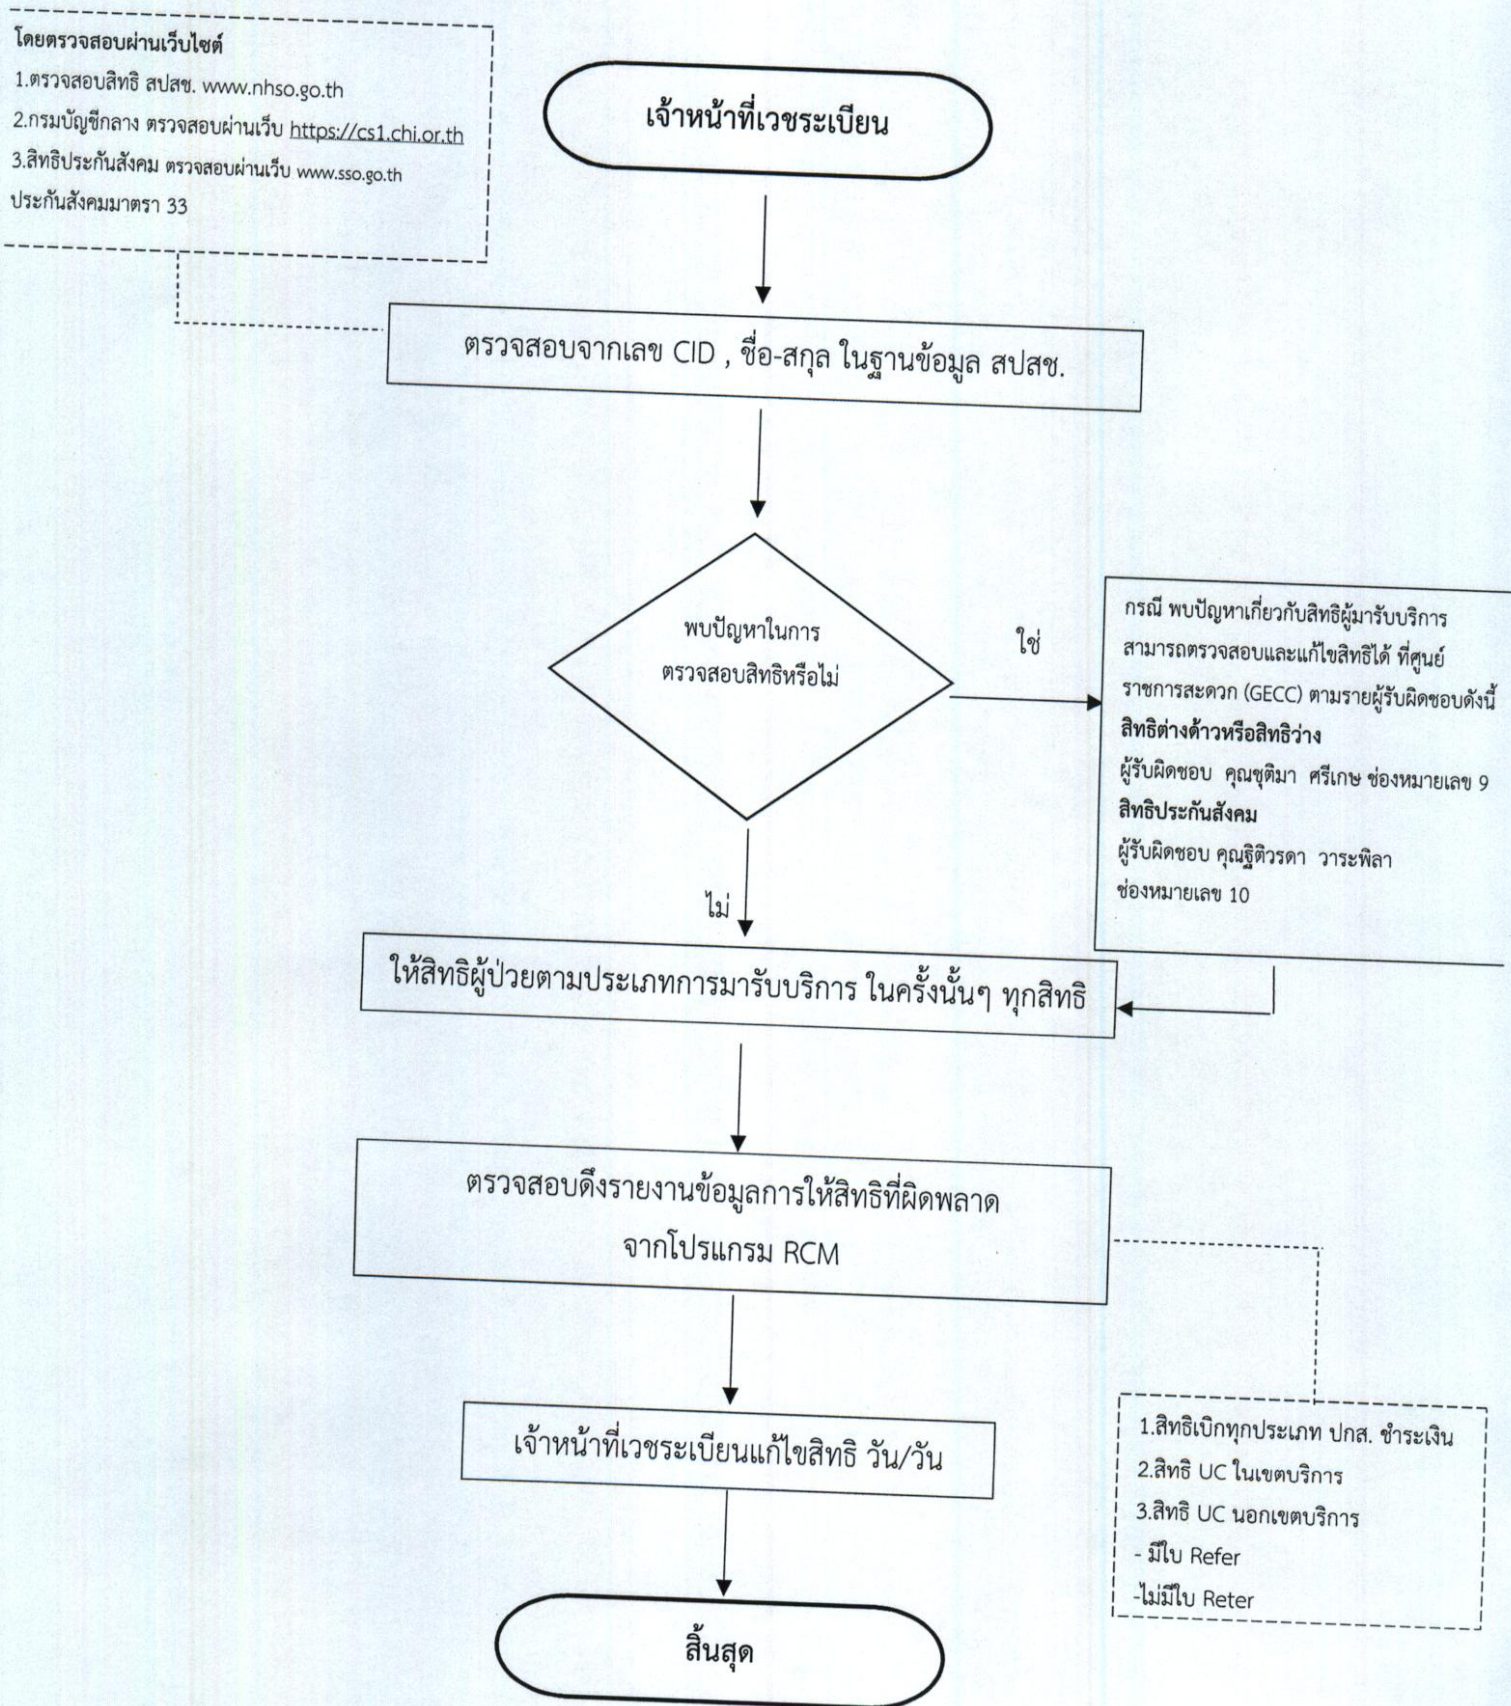 โดยตรวจสอบผ่านเว็บไซต์
1.ตรวจสอบสิทธิ สปสช. www.nhso.go.th
2.กรมบัญชีกลาง ตรวจสอบผ่านเว็บ https://cs1.chi.or.th
3.สิทธิประกันสังคม ตรวจสอบผ่านเว็บ www.sso.go.th
ประกันสังคมมาตรา 33
เจ้าหน้าที่เวชระเบียน
ตรวจสอบจากเลข CID , ชื่อ-สกุล ในฐานข้อมูล สปสช.
พบปัญหาในการ
ตรวจสอบสิทธิหรือไม่
ใช่
กรณี พบปัญหาเกี่ยวกับสิทธิผู้มารับบริการ
สามารถตรวจสอบและแก้ไขสิทธิได้ ที่ศูนย์
ราชการสะดวก (GECC) ตามรายผู้รับผิดชอบดังนี้
สิทธิต่างด้าวหรือสิทธิว่าง
ผู้รับผิดชอบ คุณชุติมา ศรีเกษ ช่องหมายเลข 9
สิทธิประกันสังคม
ผู้รับผิดชอบ คุณฐิติวรดา วาระพิลา
ช่องหมายเลข 10
ไม่
ให้สิทธิผู้ป่วยตามประเภทการมารับบริการ ในครั้งนั้นๆ ทุกสิทธิ
ตรวจสอบดึงรายงานข้อมูลการให้สิทธิที่ผิดพลาด
จากโปรแกรม RCM
เจ้าหน้าที่เวชระเบียนแก้ไขสิทธิ วัน/วัน
1.สิทธิเบิกทุกประเภท ปกส. ชำระเงิน
2.สิทธิ UC ในเขตบริการ
3.สิทธิ UC นอกเขตบริการ
- มีใบ Refer
-ไม่มีใบ Reter
สิ้นสุด